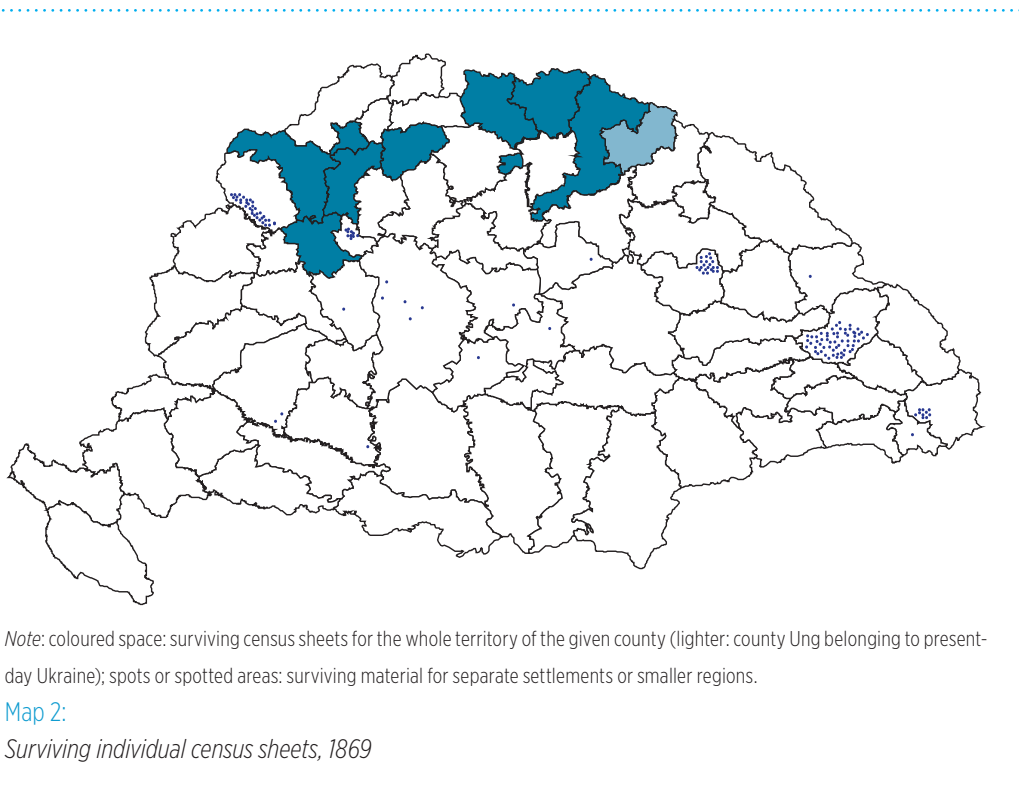 Note: coloured space: surviving census sheets for the whole territory of the given county (lighter: county Ung belonging to present-
day Ukraine); spots or spotted areas: surviving material for separate settlements or smaller regions.
Map 2:
Surviving individual census sheets, 1869